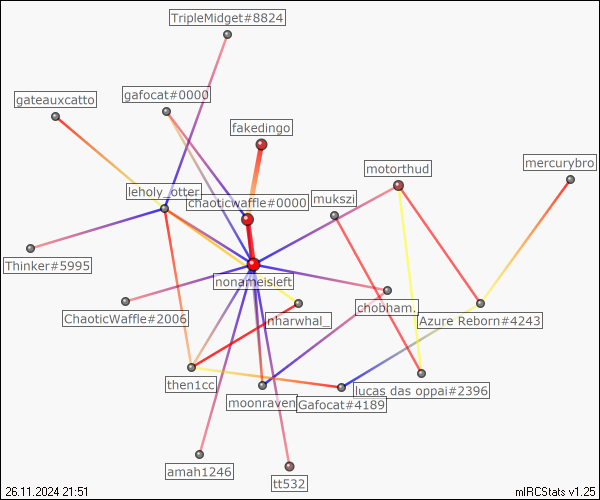 TripleMidget#8824
gateauxcatto
gafocat#0000
fakedingo
mercurybro
motorthud
leholy_otter
chaoticwaffle#0000
mukszi
Thinker#5995
nonameisleft
ChaoticWaffle#2006
nharwhal_
chobham.
Azure Reborn#4243
then1cc
lucas das oppai#2396
moonraven
Gafocat#4189
amah1246
tt532
26.11.2024 21:51
mIRCStats v1.25